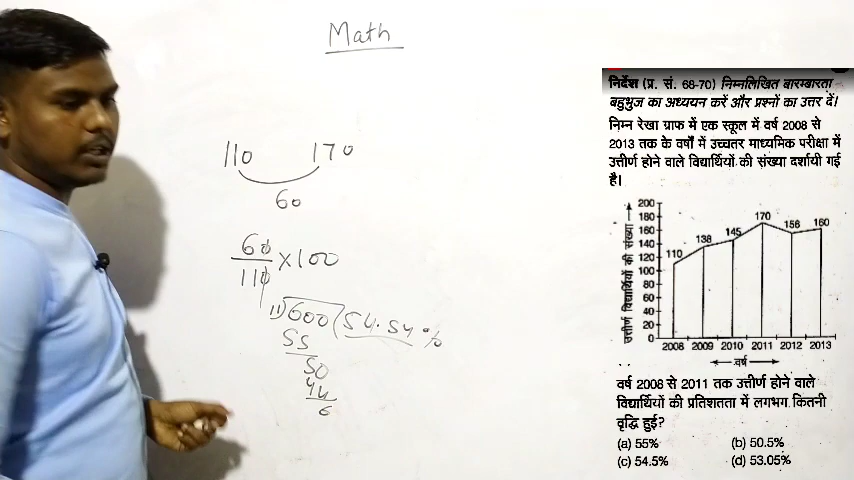 Math
110 170
60
60/110 × 100
11)600(54.54%
55
50
44
6
निर्देश (प्र. सं. 68-70) निम्नलिखित बारम्बारता
बहुभुज का अध्ययन करें और प्रश्नों का उत्तर दें।
निम्न रेखा ग्राफ में एक स्कूल में वर्ष 2008 से
2013 तक के वर्षों में उच्चतर माध्यमिक परीक्षा में
उत्तीर्ण होने वाले विद्यार्थियों की संख्या दर्शायी गई
है।
उत्तीर्ण विद्यार्थियों की संख्या
200
180
160
140
120
100
80
60
40
20
0
110 138 145 170 156 160
2008 2009 2010 2011 2012 2013
वर्ष
वर्ष 2008 से 2011 तक उत्तीर्ण होने वाले
विद्यार्थियों की प्रतिशतता में लगभग कितनी
वृद्धि हुई?
(a) 55% (b) 50.5%
(c) 54.5% (d) 53.05%